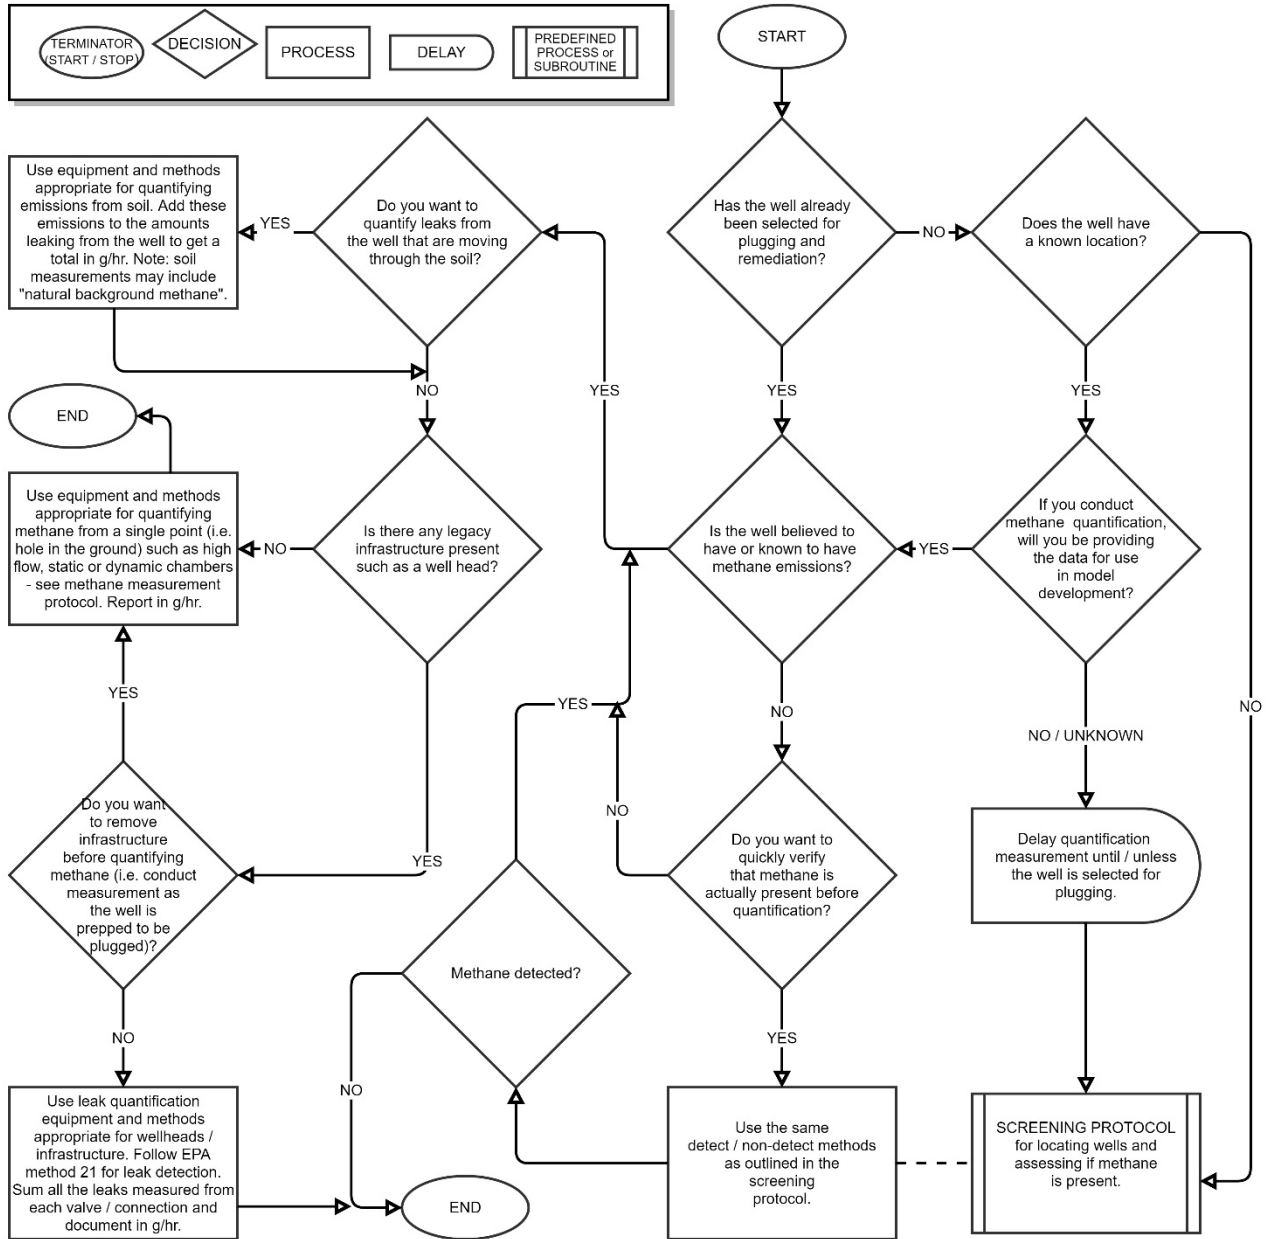 TERMINATOR
(START / STOP)
DECISION
PROCESS
DELAY
PREDEFINED
PROCESS or
SUBROUTINE
START
Has the well already
been selected for
plugging and
remediation?
NO
Does the well have
a known location?
Do you want to
quantify leaks from
the well that are moving
through the soil?
YES
Use equipment and methods
appropriate for quantifying
emissions from soil. Add these
emissions to the amounts
leaking from the well to get a
total in g/hr. Note: soil
measurements may include
"natural background methane".
NO
YES
YES
YES
END
Use equipment and methods
appropriate for quantifying
methane from a single point (i.e.
hole in the ground) such as high
flow, static or dynamic chambers
- see methane measurement
protocol. Report in g/hr.
NO
Is there any legacy
infrastructure present
such as a well head?
Is the well believed to
have or known to have
methane emissions?
YES
If you conduct
methane quantification,
will you be providing
the data for use
in model
development?
YES
YES
NO
NO
NO / UNKNOWN
NO
YES
Do you want
to remove
infrastructure
before quantifying
methane (i.e. conduct
measurement as
the well is
prepped to be
plugged)?
Do you want to
quickly verify
that methane is
actually present before
quantification?
Delay quantification
measurement until / unless
the well is selected for
plugging.
Methane detected?
NO
YES
NO
Use leak quantification
equipment and methods
appropriate for wellheads /
infrastructure. Follow EPA
method 21 for leak detection.
Sum all the leaks measured from
each valve / connection and
document in g/hr.
END
Use the same
detect / non-detect methods
as outlined in the
screening
protocol.
SCREENING PROTOCOL
for locating wells and
assessing if methane
is present.